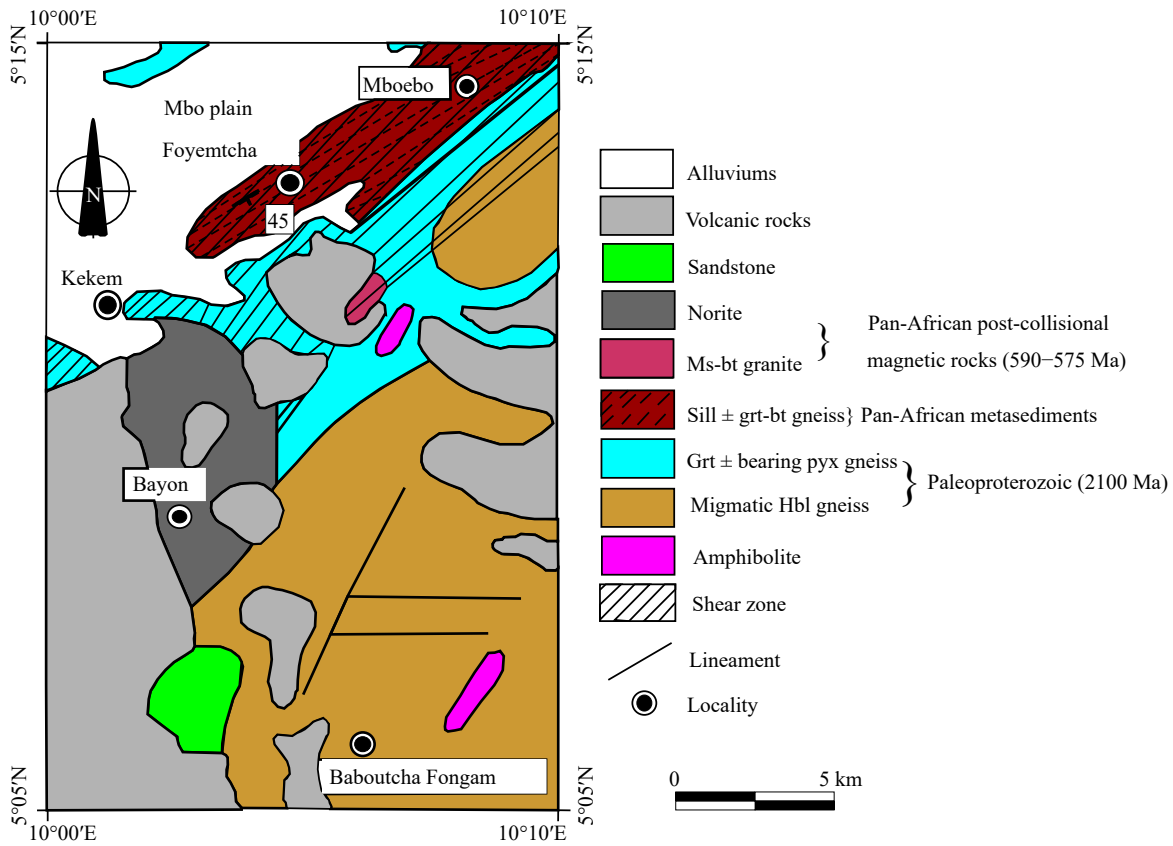 10°00′E
10°10′E
5°15′N
5°15′N
Mboebo
Mbo plain
Foyemtcha
N
45
Kekem
Bayon
Baboutcha Fongam
5°05′N
5°05′N
10°00′E
10°10′E
Alluviums
Volcanic rocks
Sandstone
Norite
Ms-bt granite
} Pan-African post-collisional
magnetic rocks (590−575 Ma)
Sill ± grt-bt gneiss} Pan-African metasediments
Grt ± bearing pyx gneiss
Migmatic Hbl gneiss
} Paleoproterozoic (2100 Ma)
Amphibolite
Shear zone
Lineament
Locality
0 5 km